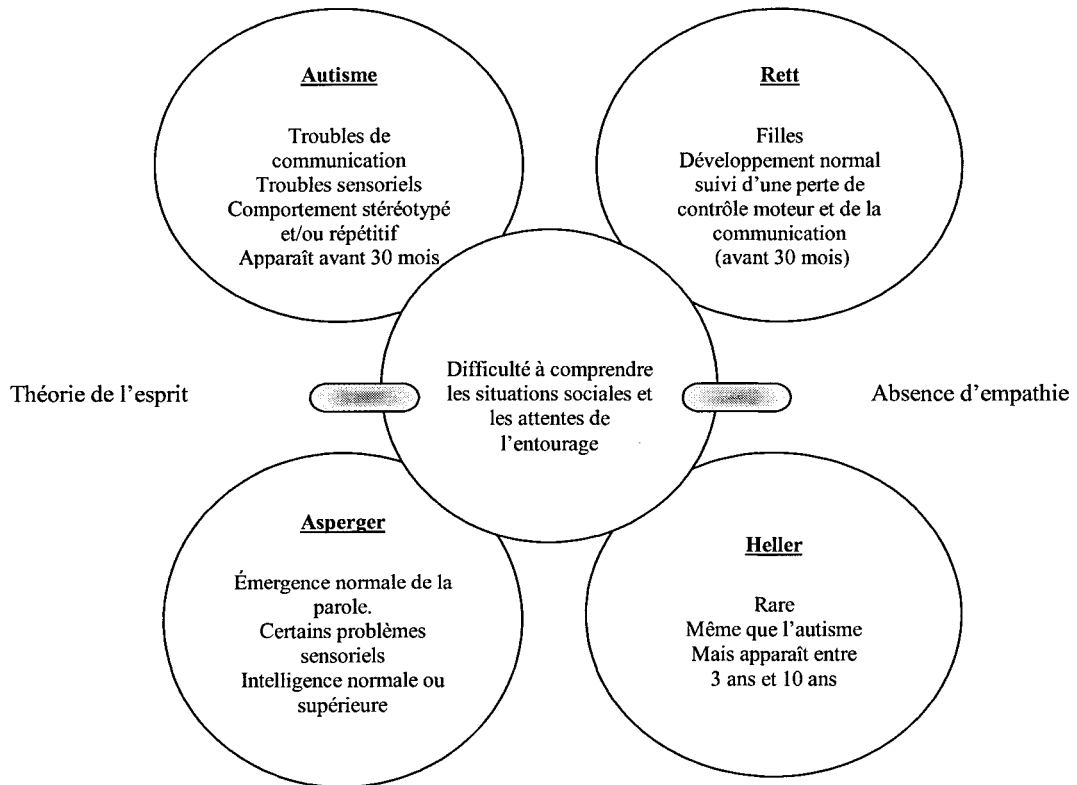 Autisme
Troubles de
communication
Troubles sensoriels
Comportement stéréotypé
et/ou répétitif
Apparaît avant 30 mois
Rett
Filles
Développement normal
suivi d'une perte de
contrôle moteur et de la
communication
(avant 30 mois)
Théorie de l'esprit
Difficulté à comprendre
les situations sociales et
les attentes de
l'entourage
Absence d'empathie
Asperger
Émergence normale de la
parole.
Certains problèmes
sensoriels
Intelligence normale ou
supérieure
Heller
Rare
Même que l'autisme
Mais apparaît entre
3 ans et 10 ans